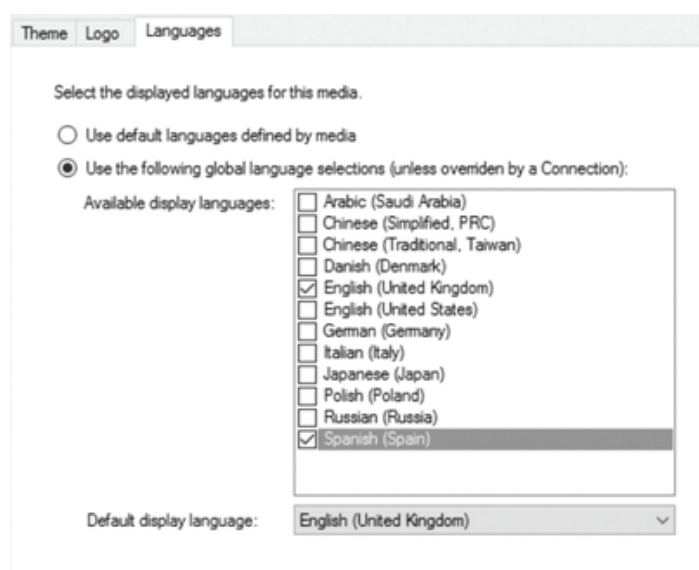 Theme Logo Languages
Select the displayed languages for this media.
Use default languages defined by media
Use the following global language selections (unless overriden by a Connection):
Available display languages:
Arabic (Saudi Arabia)
Chinese (Simplified, PRC)
Chinese (Traditional, Taiwan)
Danish (Denmark)
English (United Kingdom)
English (United States)
German (Germany)
Italian (Italy)
Japanese (Japan)
Polish (Poland)
Russian (Russia)
Spanish (Spain)
Default display language: English (United Kingdom)